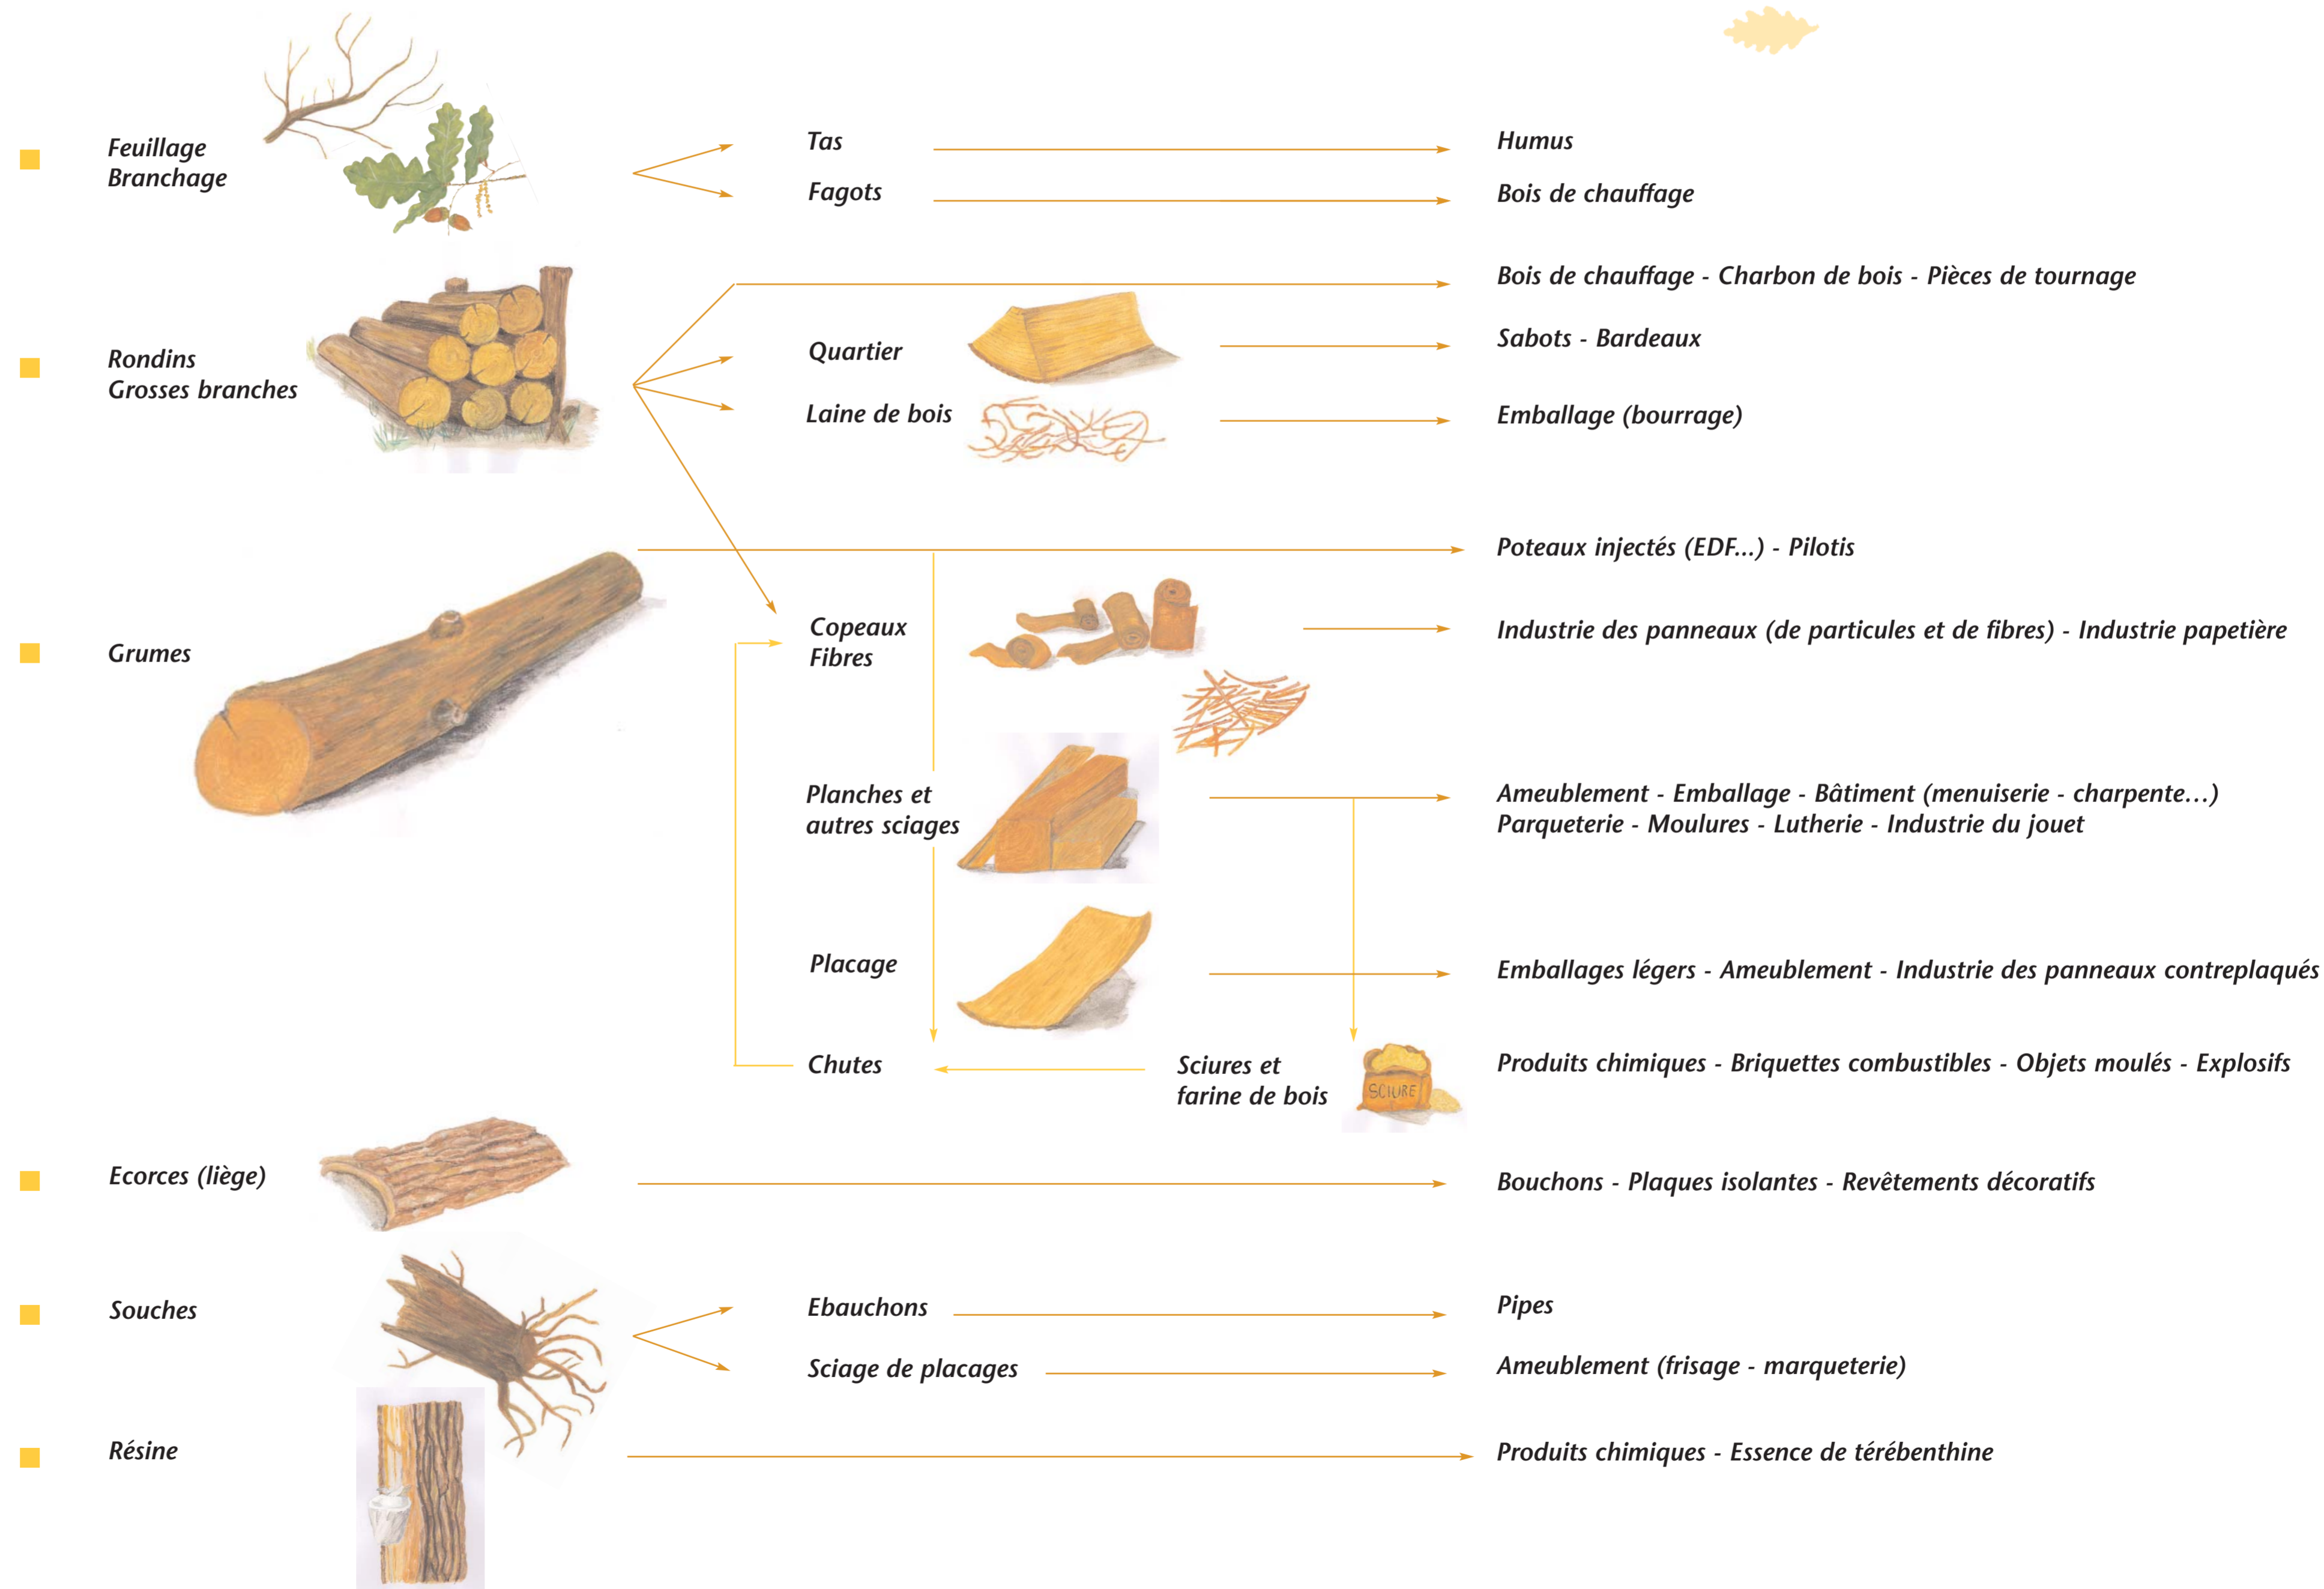 Feuillage
Branchage
Tas
Humus
Fagots
Bois de chauffage
Rondins
Grosses branches
Bois de chauffage - Charbon de bois - Pièces de tournage
Quartier
Sabots - Bardeaux
Laine de bois
Emballage (bourrage)
Grumes
Poteaux injectés (EDF...) - Pilotis
Copeaux
Fibres
Industrie des panneaux (de particules et de fibres) - Industrie papetière
Planches et
autres sciages
Ameublement - Emballage - Bâtiment (menuiserie - charpente...)
Parqueterie - Moulures - Lutherie - Industrie du jouet
Placage
Emballages légers - Ameublement - Industrie des panneaux contreplaqués
Chutes
Sciures et
farine de bois
SCIURE
Produits chimiques - Briquettes combustibles - Objets moulés - Explosifs
Ecorces (liège)
Bouchons - Plaques isolantes - Revêtements décoratifs
Souches
Ebauchons
Pipes
Sciage de placages
Ameublement (frisage - marqueterie)
Résine
Produits chimiques - Essence de térébenthine